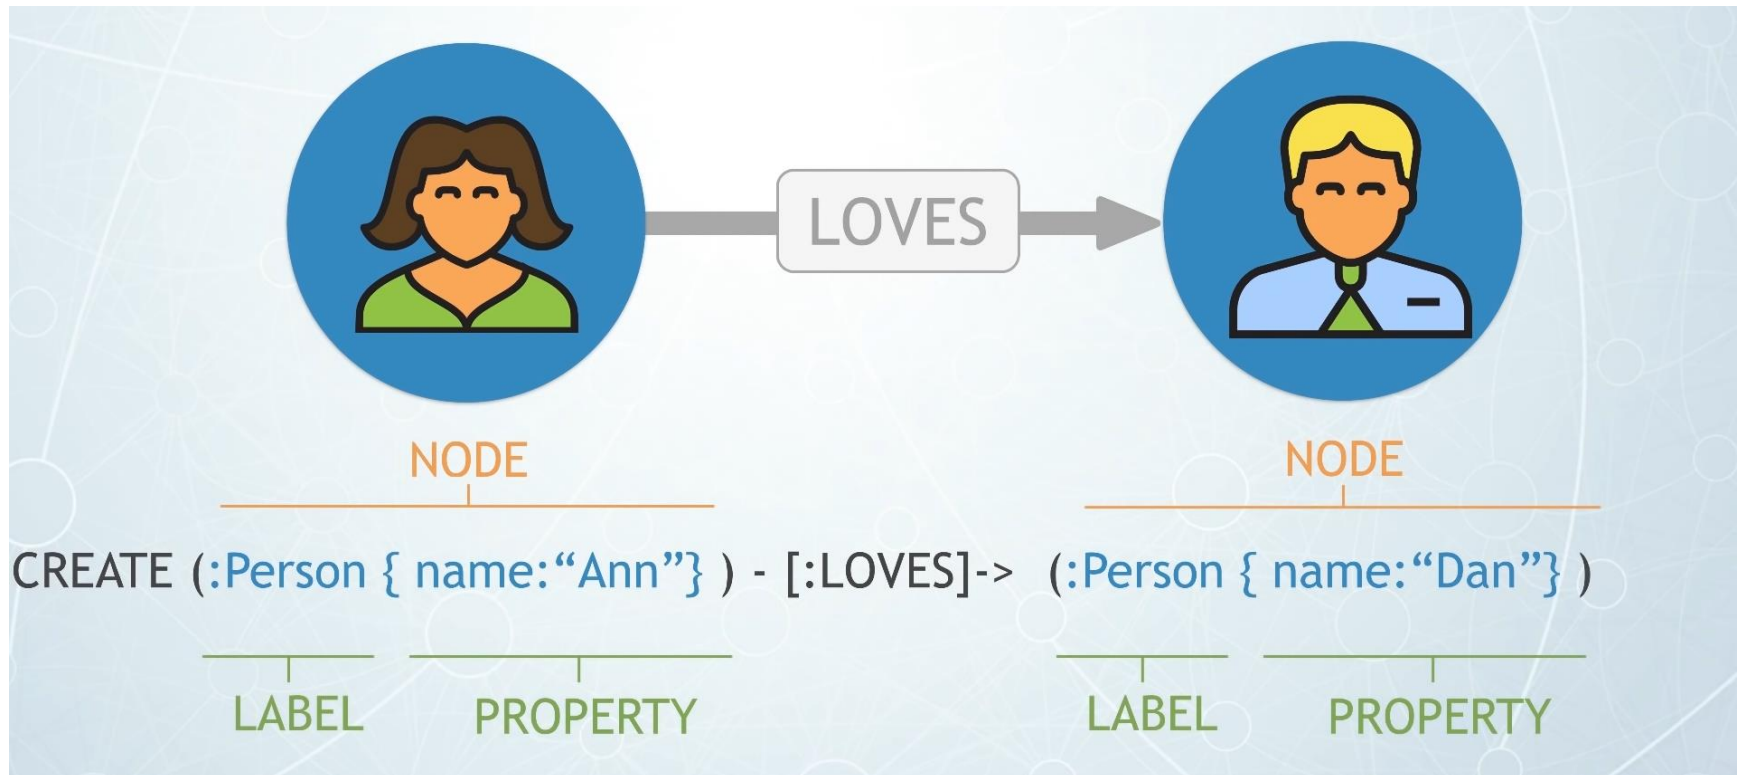 LOVES
NODE NODE
CREATE (:Person { name:“Ann”} ) - [:LOVES]-> (:Person { name:“Dan”} )
LABEL PROPERTY LABEL PROPERTY